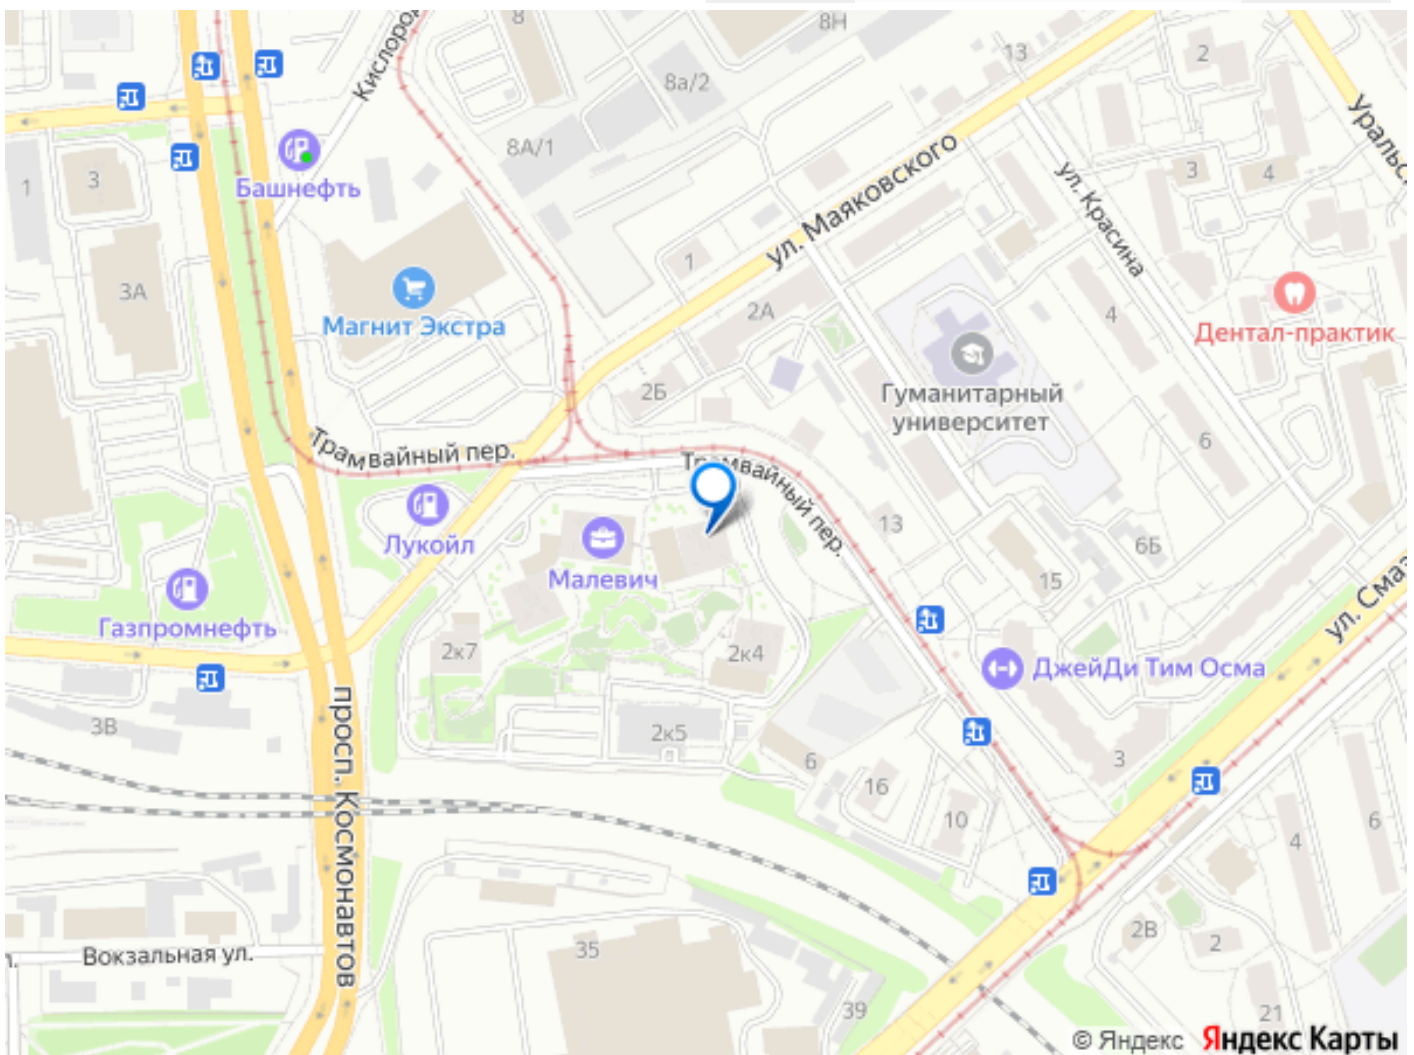 8
8Н
13
2
Кислород
8а/2
Уральс
8А/1
ул. Маяковского
ул. Красина
3
4
1
3
Башнефть
1
3А
Магнит Экстра
2А
4
Дентал-практик
Гуманитарный
университет
2Б
6
Трамвайный пер.
Трамвайный пер.
Лукойл
13
6Б
Малевич
15
Газпромнефть
ул. Смаз
2к7
2к4
ДжейДи Тим Осма
3В
просп. Космонавтов
2к5
6
3
16
10
4
6
Вокзальная ул.
35
2В
2
39
21
© Яндекс Яндекс Карты